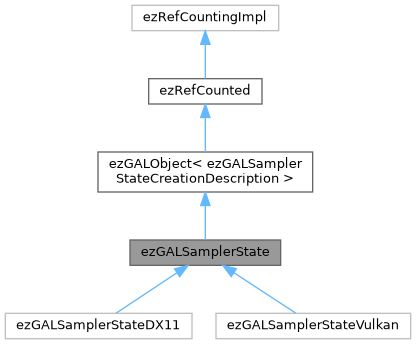 ezRefCountingImpl
ezRefCounted
ezGALObject< ezGALSampler
StateCreationDescription >
ezGALSamplerState
ezGALSamplerStateDX11
ezGALSamplerStateVulkan